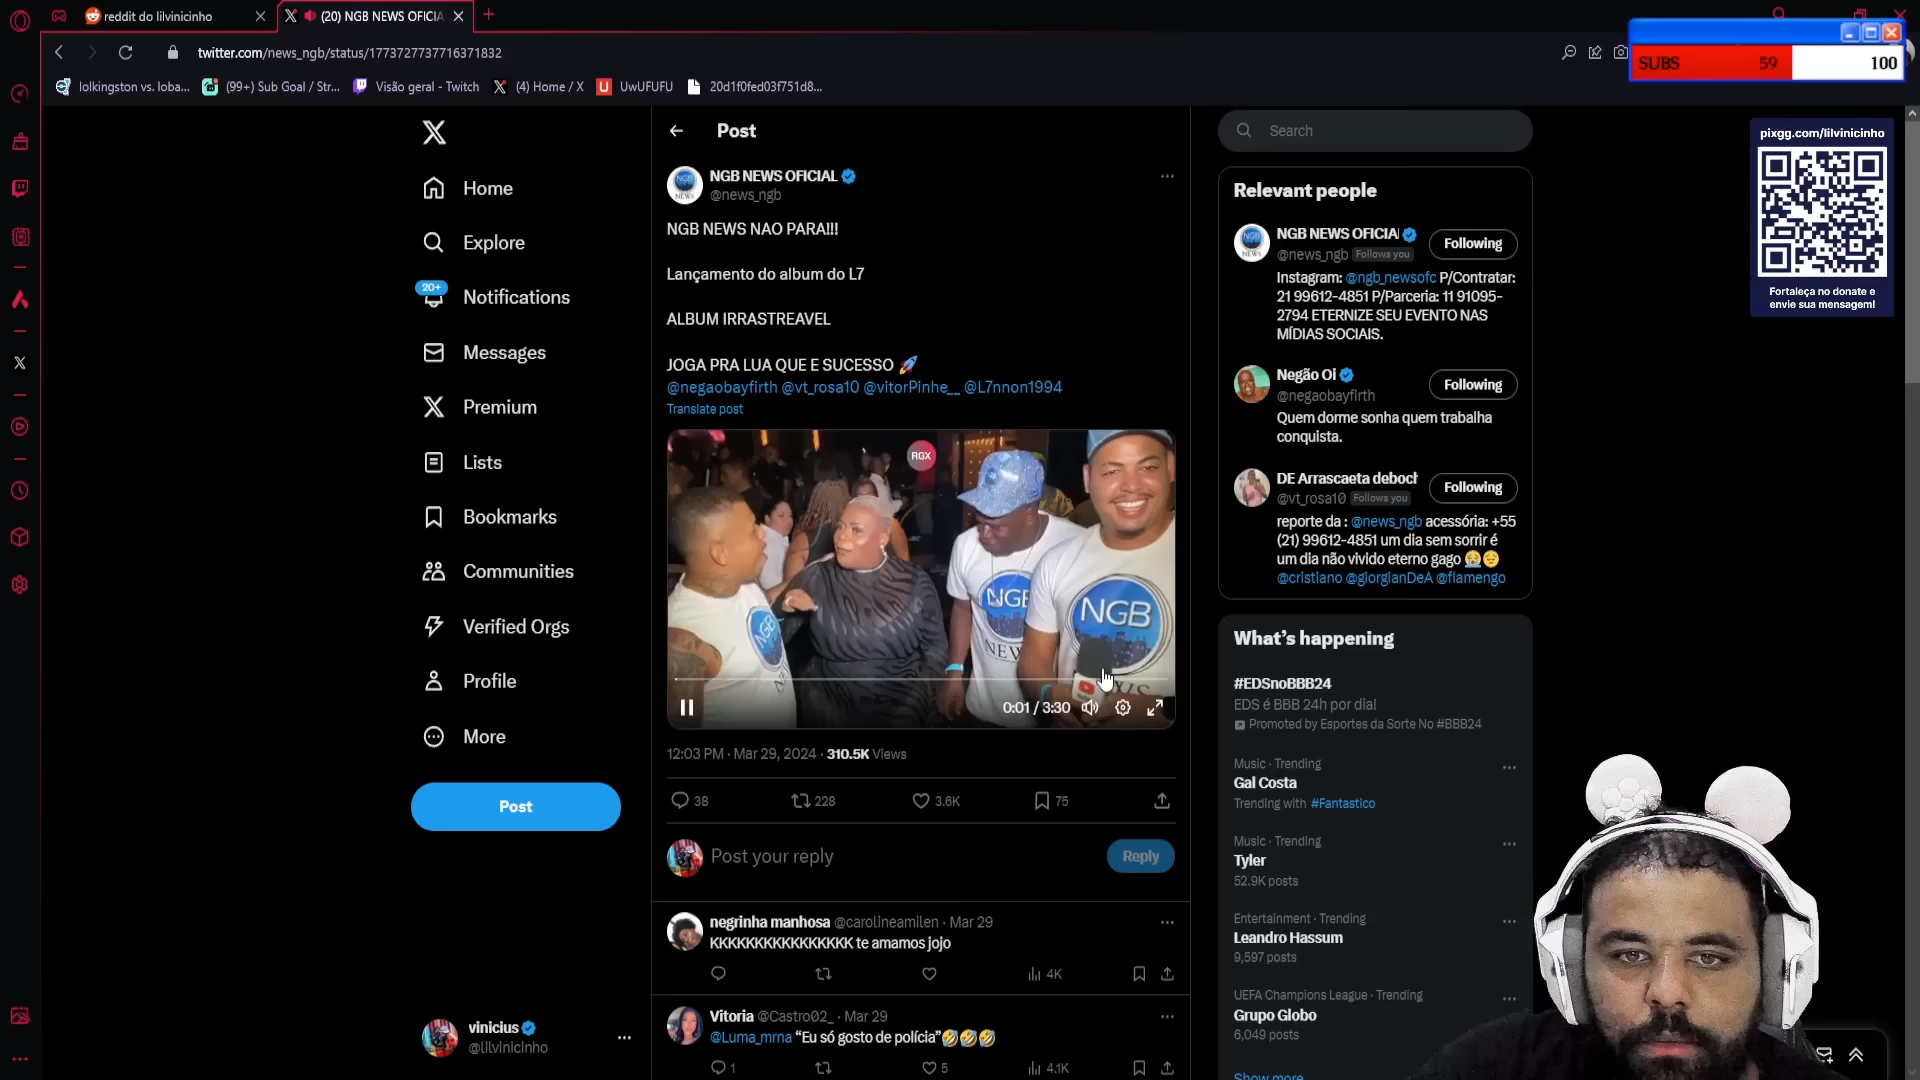 reddit do lilvinicinho
(20) NGB NEWS OFICIA
twitter.com/news_ngb/status/1773727737716371832
lolkingston vs. loba...
(99+) Sub Goal / Str...
Visão geral - Twitch
(4) Home / X
UwUFUFU
20d1f0fed03f751d8...
SUBS 59 100
pixgg.com/lilvinicinho
Fortaleça no donate e
envie sua mensagem!
Home
Explore
20+
Notifications
Messages
Premium
Lists
Bookmarks
Communities
Verified Orgs
Profile
More
Post
vinicius
@lilvinicinho
Post
NGB NEWS OFICIAL
@news_ngb
NGB NEWS NAO PARA!!!
Lançamento do album do L7
ALBUM IRRASTREAVEL
JOGA PRA LUA QUE E SUCESSO 🚀
@negaobayfirth @vt_rosa10 @vitorPinhe__ @L7nnon1994
Translate post
RGX
NGB
NGB
NEWS
NGB
0:01 / 3:30
12:03 PM · Mar 29, 2024 · 310.5K Views
38
228
3.6K
75
Post your reply
Reply
negrinha manhosa @carolineamilen · Mar 29
KKKKKKKKKKKKKKKK te amamos jojo
4K
Vitoria @Castro02_ · Mar 29
@Luma_mrna “Eu só gosto de polícia”🤣🤣🤣
1
5
4.1K
Search
Relevant people
NGB NEWS OFICIAL
@news_ngb Follows you
Following
Instagram: @ngb_newsofc P/Contratar:
21 99612-4851 P/Parceria: 11 91095-
2794 ETERNIZE SEU EVENTO NAS
MÍDIAS SOCIAIS.
Negão Oi
@negaobayfirth
Following
Quem dorme sonha quem trabalha
conquista.
DE Arrascaeta deboch
@vt_rosa10 Follows you
Following
reporte da : @news_ngb acessória: +55
(21) 99612-4851 um dia sem sorrir é
um dia não vivido eterno gago 😭😌
@cristiano @giorgianDeA @flamengo
What’s happening
#EDSnoBBB24
EDS é BBB 24h por dia!
Promoted by Esportes da Sorte No #BBB24
Music · Trending
Gal Costa
Trending with #Fantastico
Music · Trending
Tyler
52.9K posts
Entertainment · Trending
Leandro Hassum
9,597 posts
UEFA Champions League · Trending
Grupo Globo
6,049 posts
Show more